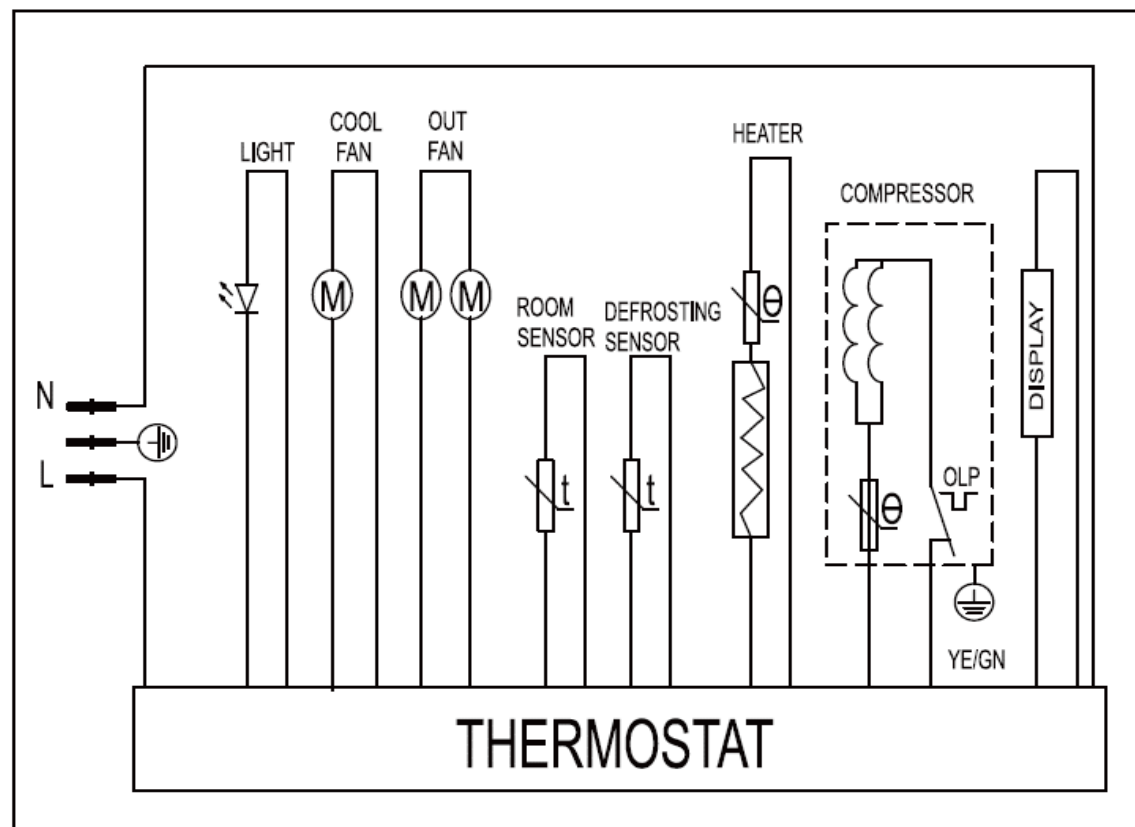 COOL
FAN
OUT
FAN
LIGHT
HEATER
COMPRESSOR
M
M
M
θ
ROOM
SENSOR
DEFROSTING
SENSOR
DISPLAY
N
L
t
t
θ
OLP
YE/GN
THERMOSTAT